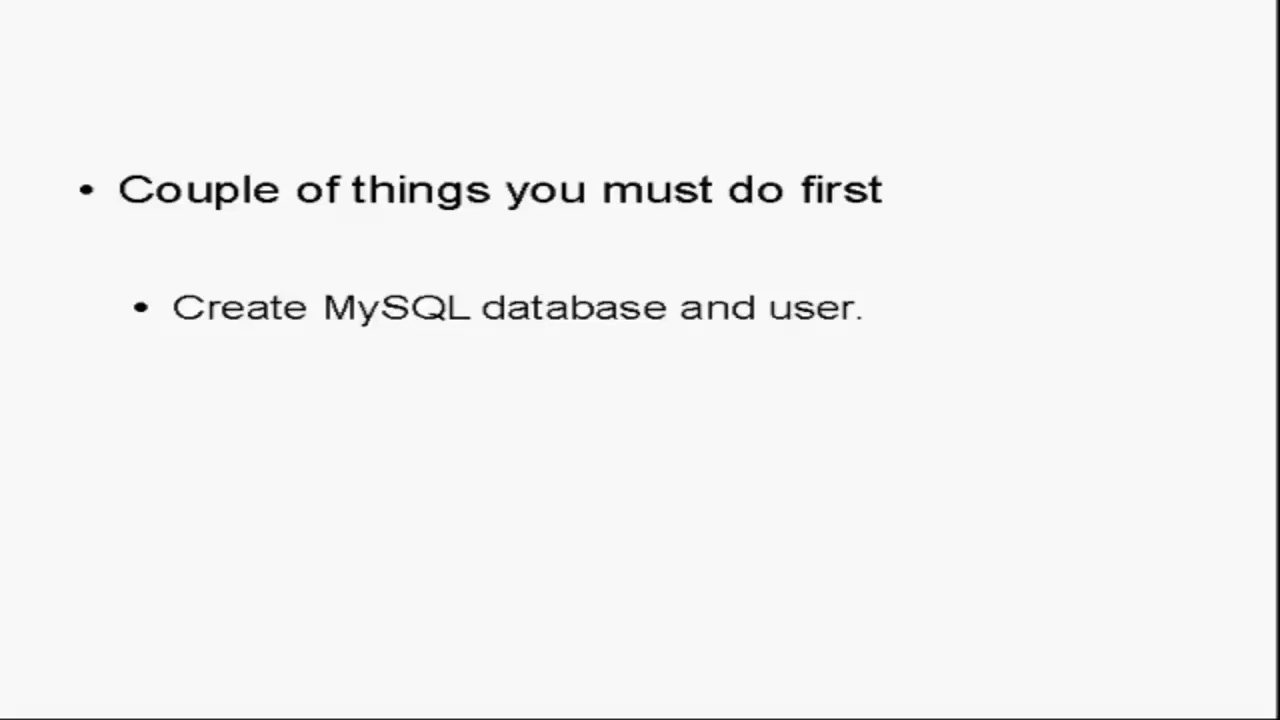 • Couple of things you must do first
• Create MySQL database and user.